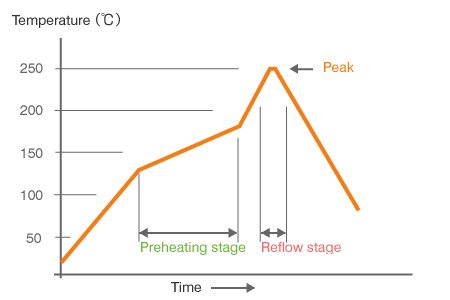 Temperature (℃)
250
Peak
200
150
100
50
Preheating stage
Reflow stage
Time